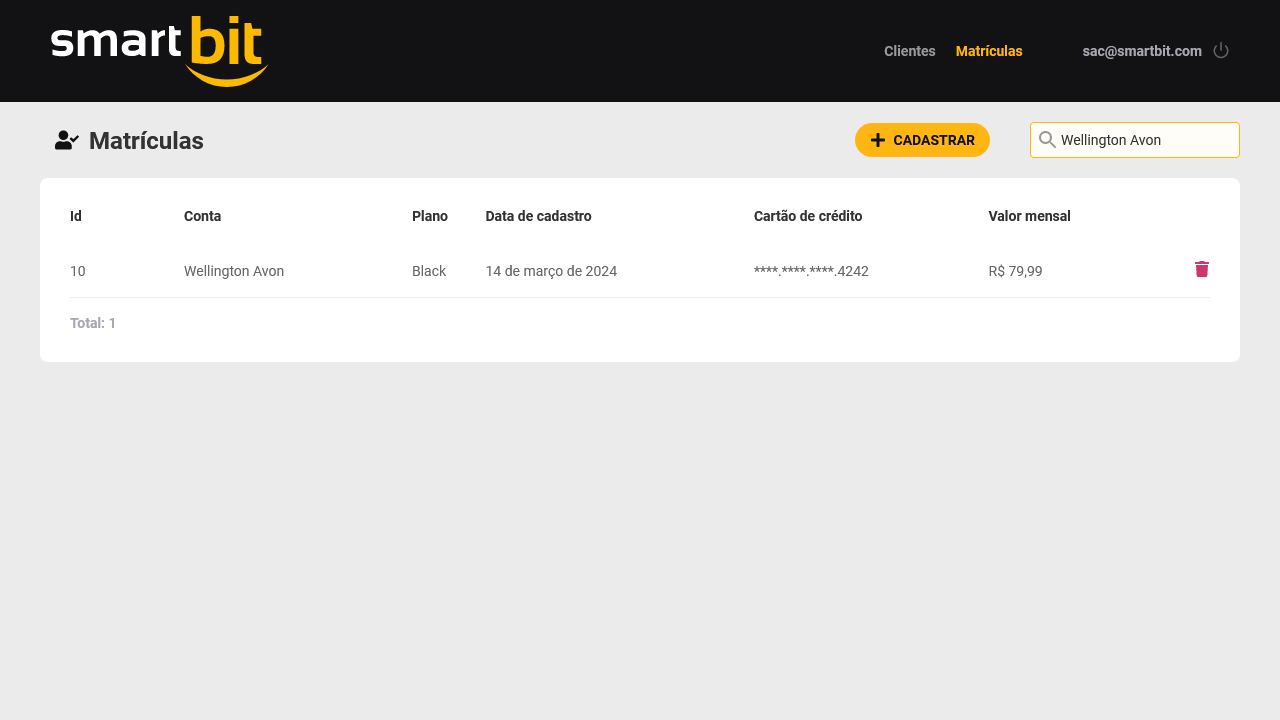 smart bit
Clientes Matrículas sac@smartbit.com
Matrículas CADASTRAR Wellington Avon
Id Conta Plano Data de cadastro Cartão de crédito Valor mensal
10 Wellington Avon Black 14 de março de 2024 ****.****.****.4242 R$ 79,99
Total: 1